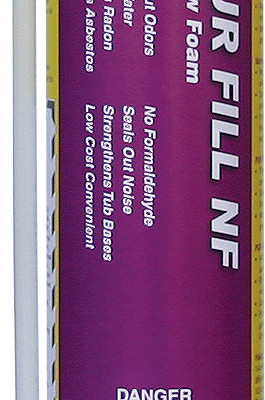 UR FILL NF
w Foam
No Formaldehyde
Seals Out Noise
Strengthens Tub Bases
Low Cost Convenient
ut Odors
ater
Radon
Asbestos
DANGER